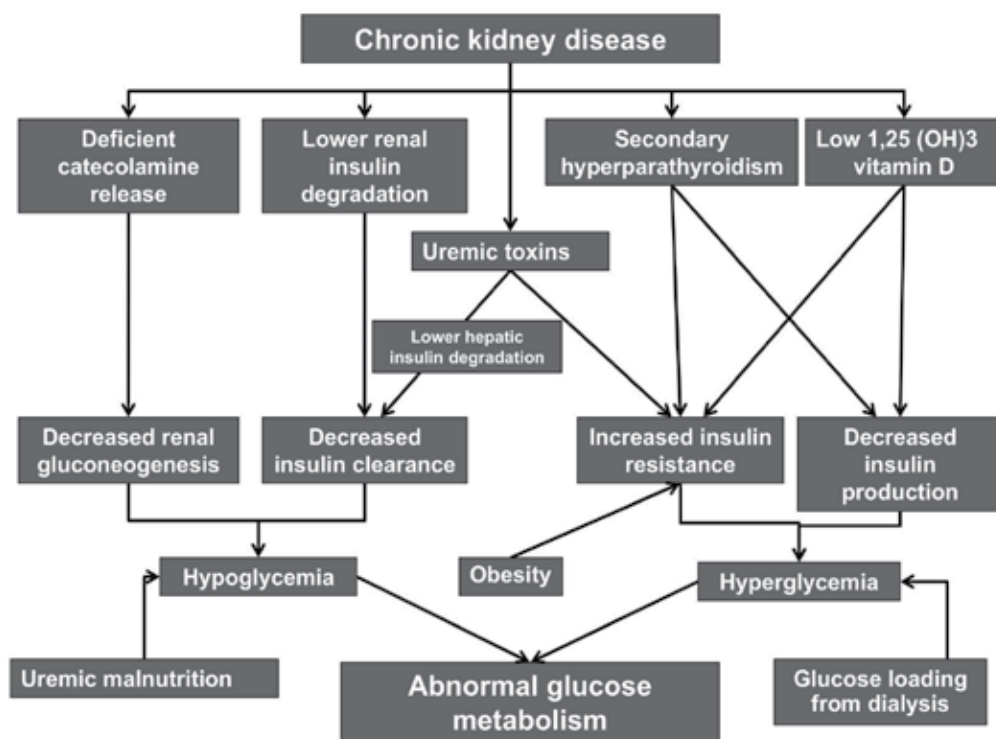 Chronic kidney disease
Deficient
catecolamine
release
Lower renal
insulin
degradation
Secondary
hyperparathyroidism
Low 1,25 (OH)3
vitamin D
Uremic toxins
Lower hepatic
insulin degradation
Decreased renal
gluconeogenesis
Decreased
insulin clearance
Increased insulin
resistance
Decreased
insulin
production
Hypoglycemia
Obesity
Hyperglycemia
Uremic malnutrition
Abnormal glucose
metabolism
Glucose loading
from dialysis